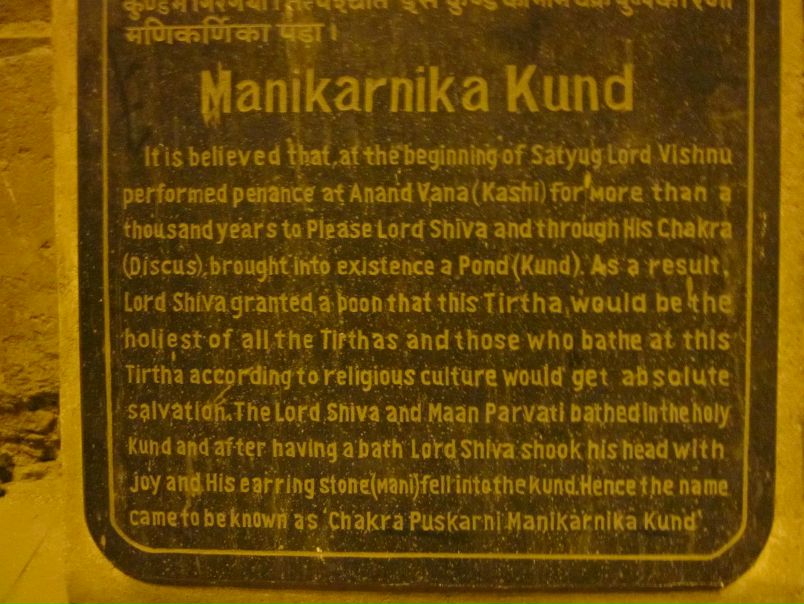 इस कुण्ड का नाम चक्र पुष्करिणी
मणिकर्णिका पड़ा।
Manikarnika Kund
It is believed that, at the beginning of Satyug Lord Vishnu
performed penance at Anand Vana (Kashi) for More than a
thousand years to Please Lord Shiva and through His Chakra
(Discus), brought into existence a Pond (Kund). As a result,
Lord Shiva granted a boon that this Tirtha would be the
holiest of all the Tirthas and those who bathe at this
Tirtha according to religious culture would get absolute
salvation. The Lord Shiva and Maan Parvati bathed in the holy
Kund and after having a bath Lord Shiva shook his head with
joy and His earring stone (Mani) fell into the kund. Hence the name
came to be known as 'Chakra Puskarni Manikarnika Kund'.